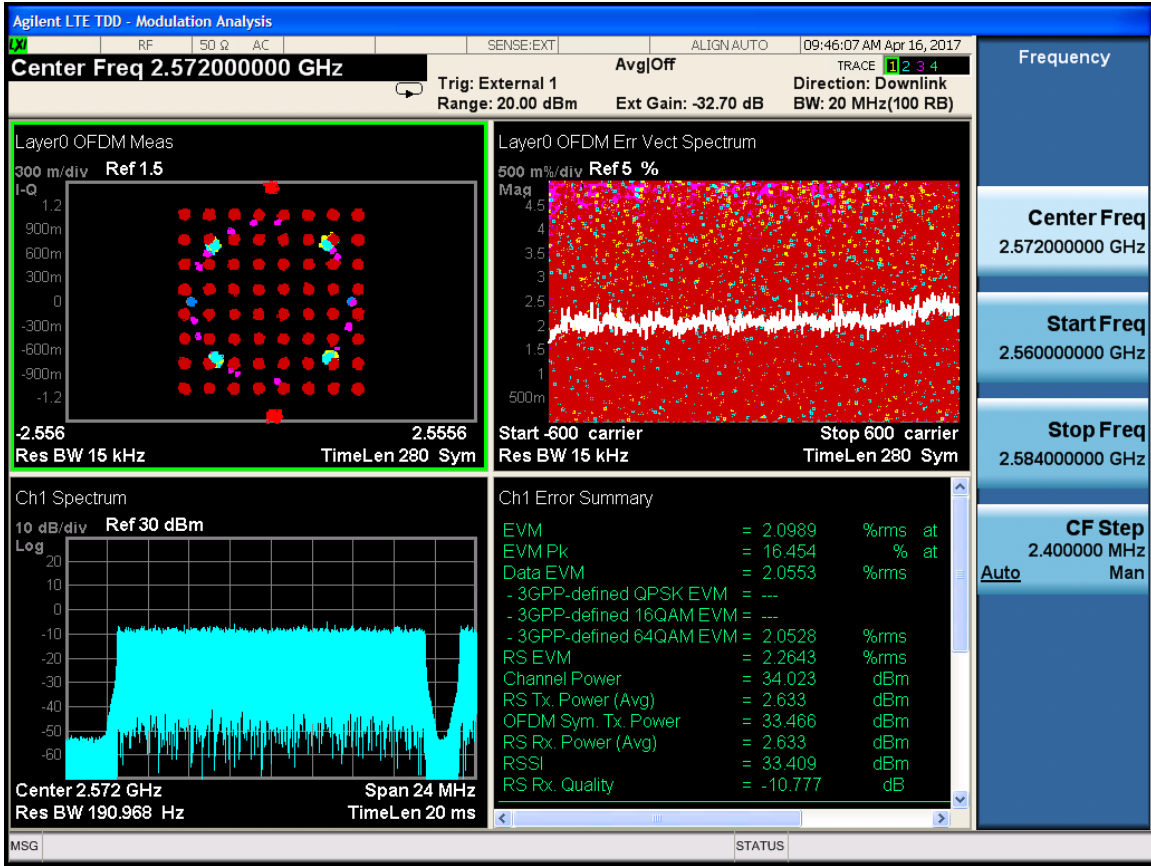 Agilent LTE TDD - Modulation Analysis
LXI RF 50 Ω AC SENSE:EXT ALIGN AUTO 09:46:07 AM Apr 16, 2017
Center Freq 2.572000000 GHz
Avg|Off
TRACE 1 2 3 4
Trig: External 1
Direction: Downlink
Range: 20.00 dBm Ext Gain: -32.70 dB BW: 20 MHz(100 RB)
Layer0 OFDM Meas
300 m/div Ref 1.5
I-Q
1.2
900m
600m
300m
0
-300m
-600m
-900m
-1.2
-2.556 2.5556
Res BW 15 kHz TimeLen 280 Sym
Layer0 OFDM Err Vect Spectrum
500 m%/div Ref 5 %
Mag
4.5
4
3.5
3
2.5
2
1.5
1
500m
Start -600 carrier Stop 600 carrier
Res BW 15 kHz TimeLen 280 Sym
Ch1 Spectrum
10 dB/div Ref 30 dBm
Log
20
10
0
-10
-20
-30
-40
-50
-60
Center 2.572 GHz Span 24 MHz
Res BW 190.968 Hz TimeLen 20 ms
Ch1 Error Summary
EVM = 2.0989 %rms at
EVM Pk = 16.454 % at
Data EVM = 2.0553 %rms
- 3GPP-defined QPSK EVM = ---
- 3GPP-defined 16QAM EVM = ---
- 3GPP-defined 64QAM EVM = 2.0528 %rms
RS EVM = 2.2643 %rms
Channel Power = 34.023 dBm
RS Tx. Power (Avg) = 2.633 dBm
OFDM Sym. Tx. Power = 33.466 dBm
RS Rx. Power (Avg) = 2.633 dBm
RSSI = 33.409 dBm
RS Rx. Quality = -10.777 dB
Frequency
Center Freq
2.572000000 GHz
Start Freq
2.560000000 GHz
Stop Freq
2.584000000 GHz
CF Step
2.400000 MHz
Auto Man
MSG STATUS